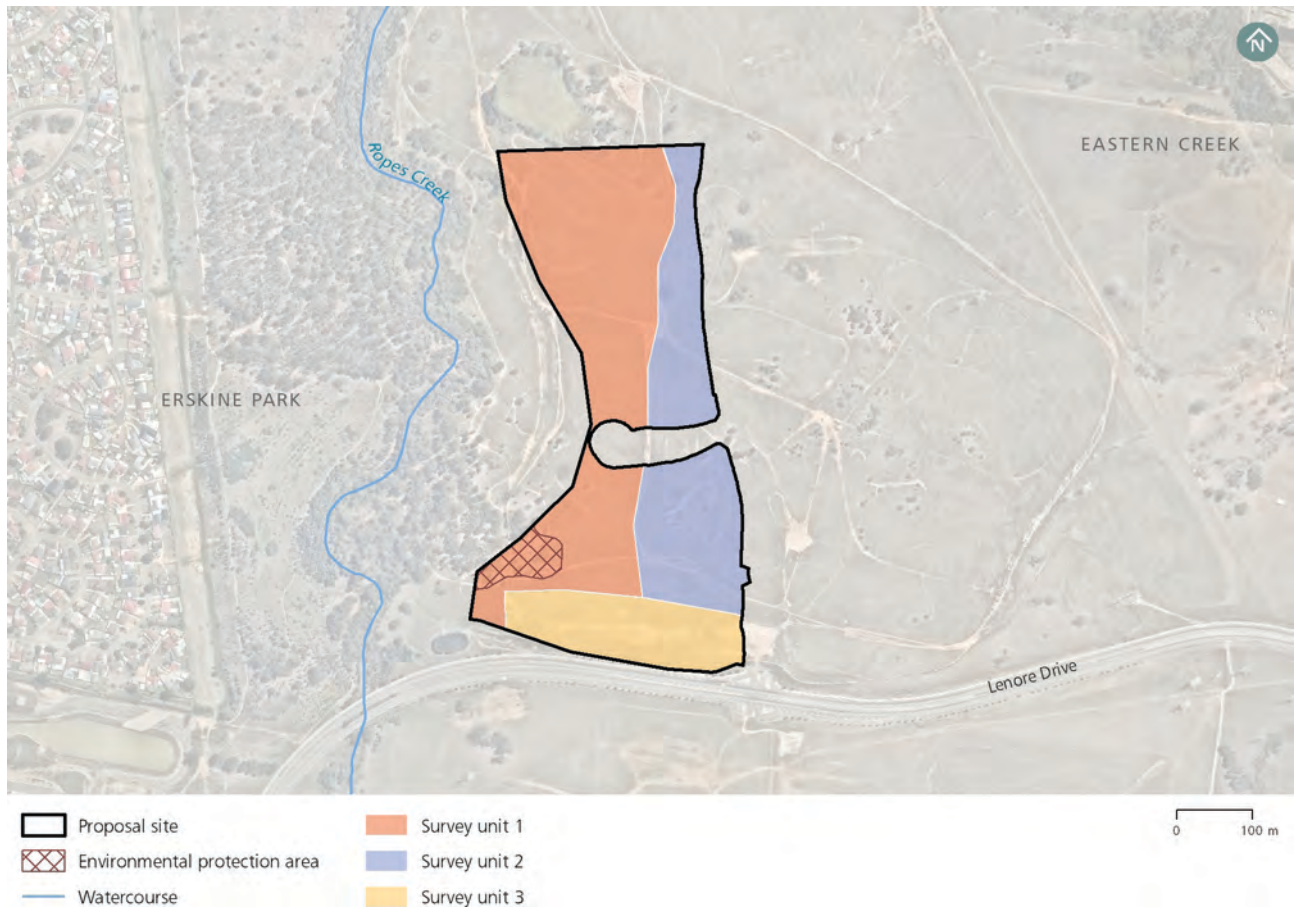 N
EASTERN CREEK
Ropes Creek
ERSKINE PARK
Lenore Drive
Proposal site
Environmental protection area
Watercourse
Survey unit 1
Survey unit 2
Survey unit 3
0 100 m